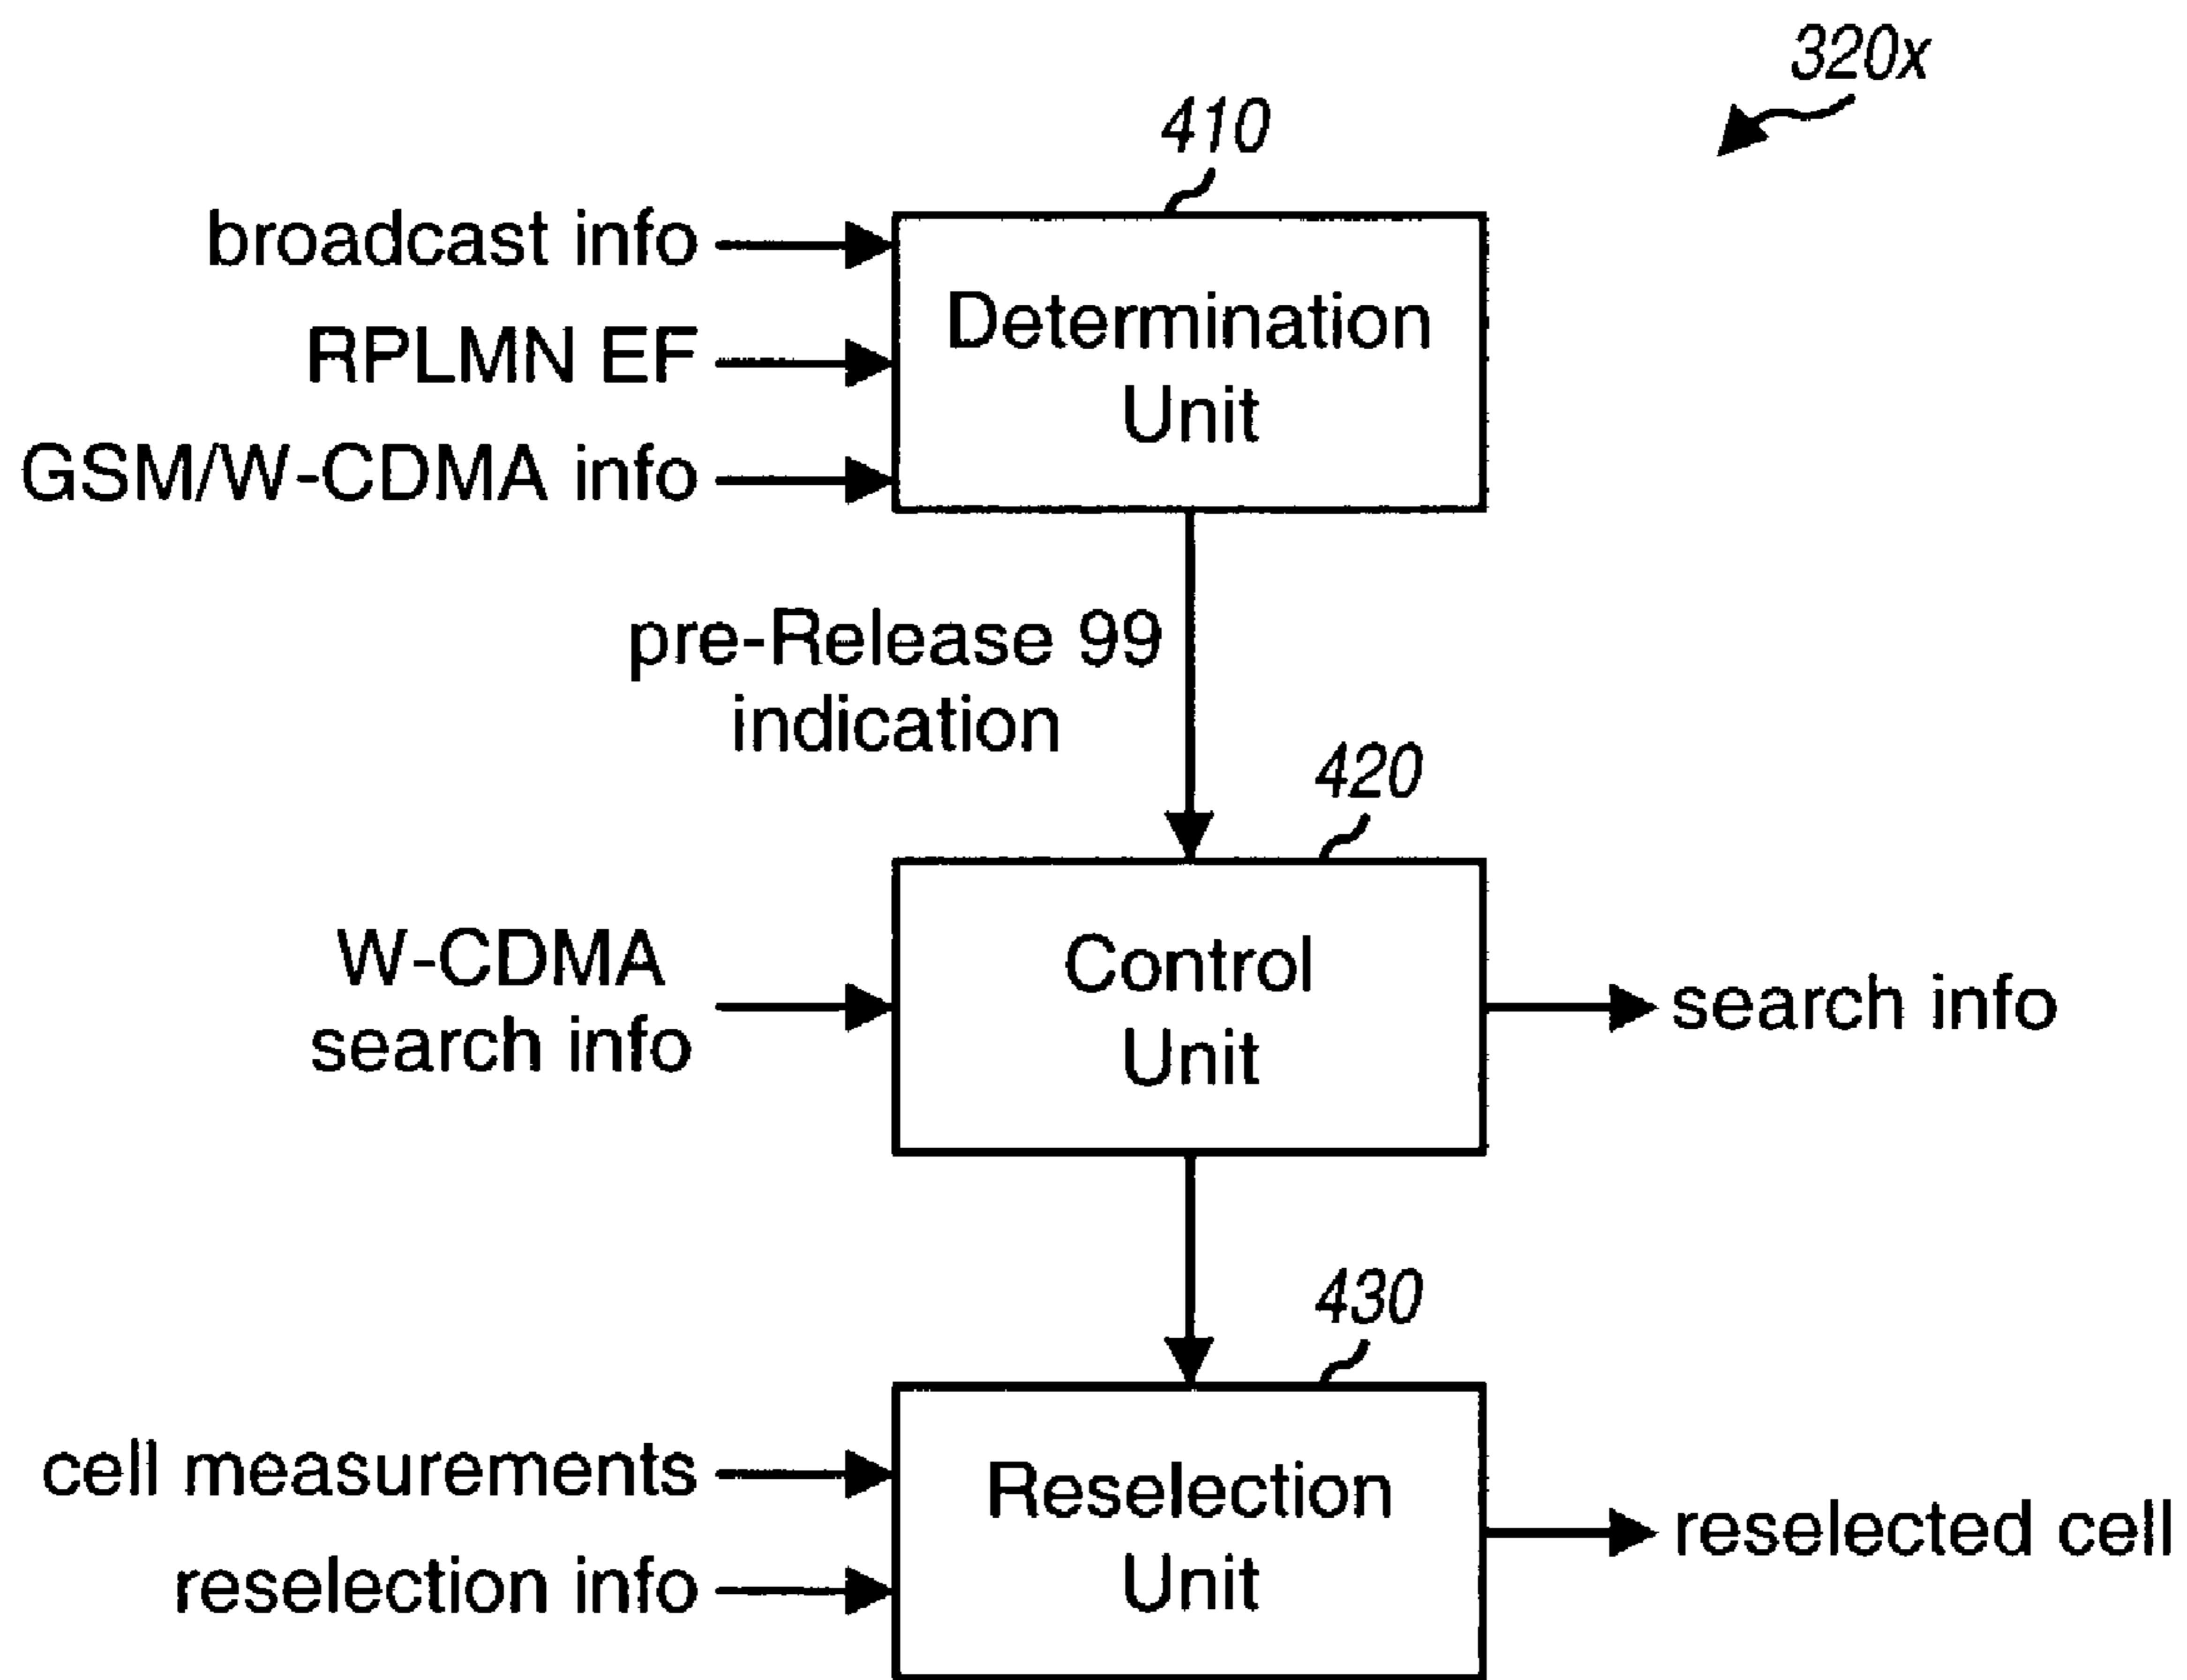 320x
410
broadcast info
RPLMN EF
GSM/W-CDMA info
Determination
Unit
pre-Release 99
indication
420
W-CDMA
search info
Control
Unit
search info
430
cell measurements
reselection info
Reselection
Unit
reselected cell